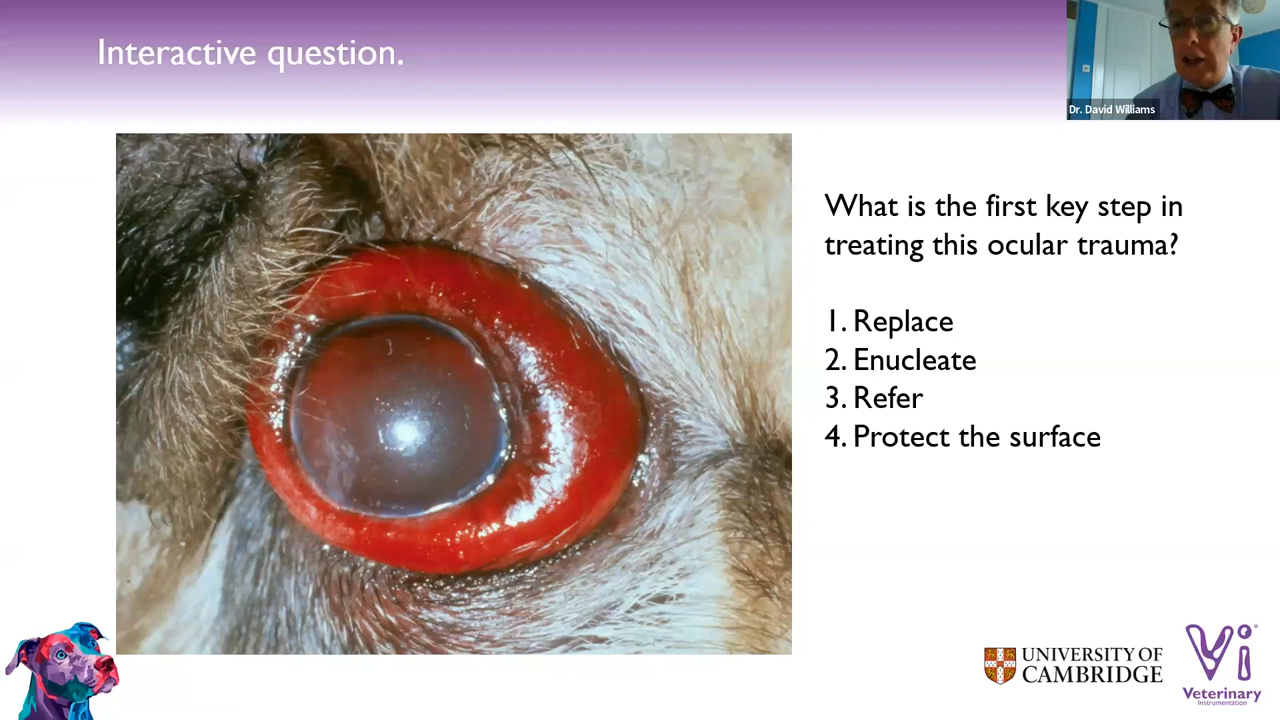 Interactive question.
Dr. David Williams
What is the first key step in
treating this ocular trauma?
1. Replace
2. Enucleate
3. Refer
4. Protect the surface
UNIVERSITY OF
CAMBRIDGE
Vi
Veterinary
Instrumentation